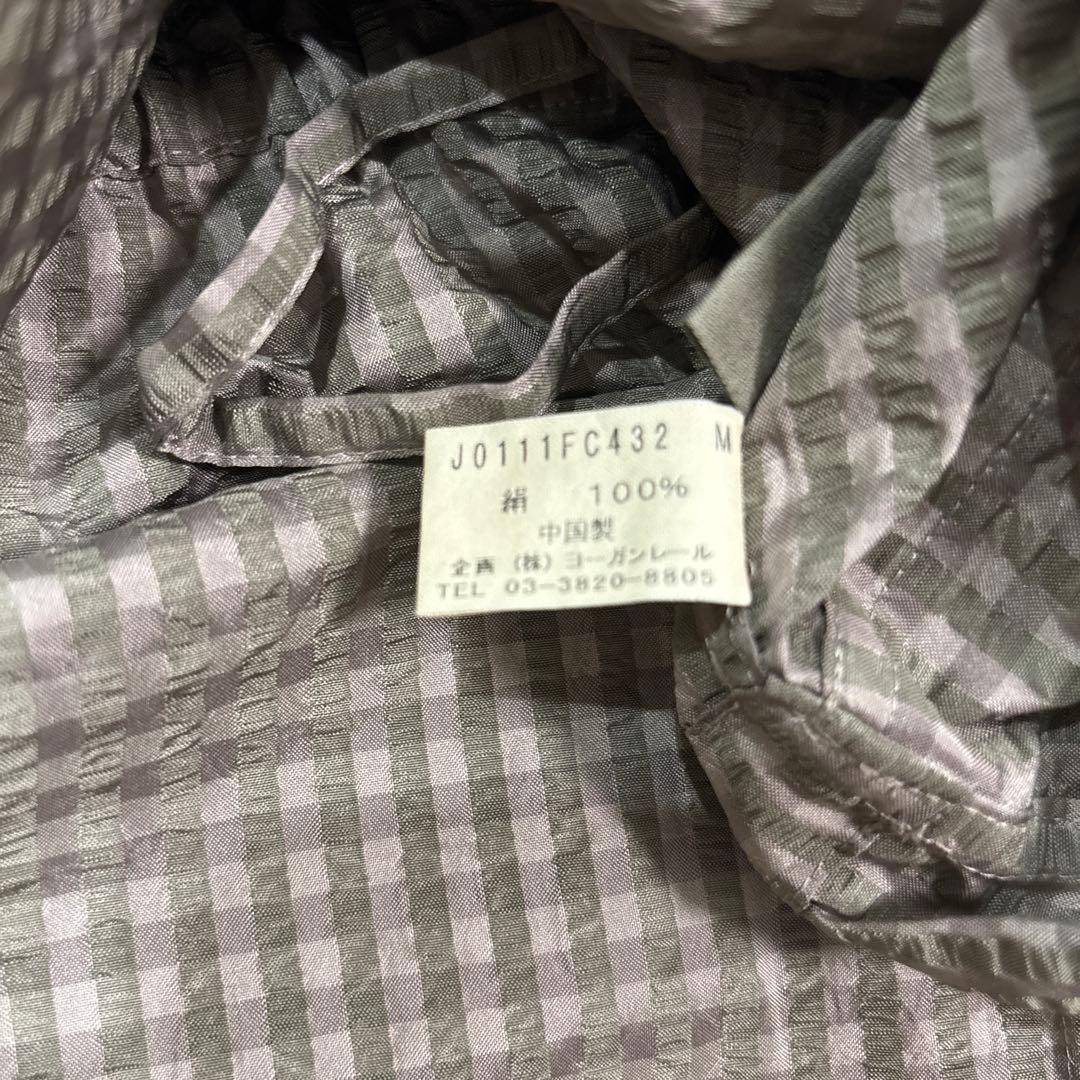 J0111FC432 M
絹 100%
中国製
企画 (株) ヨーガンレール
TEL 03-3820-8805